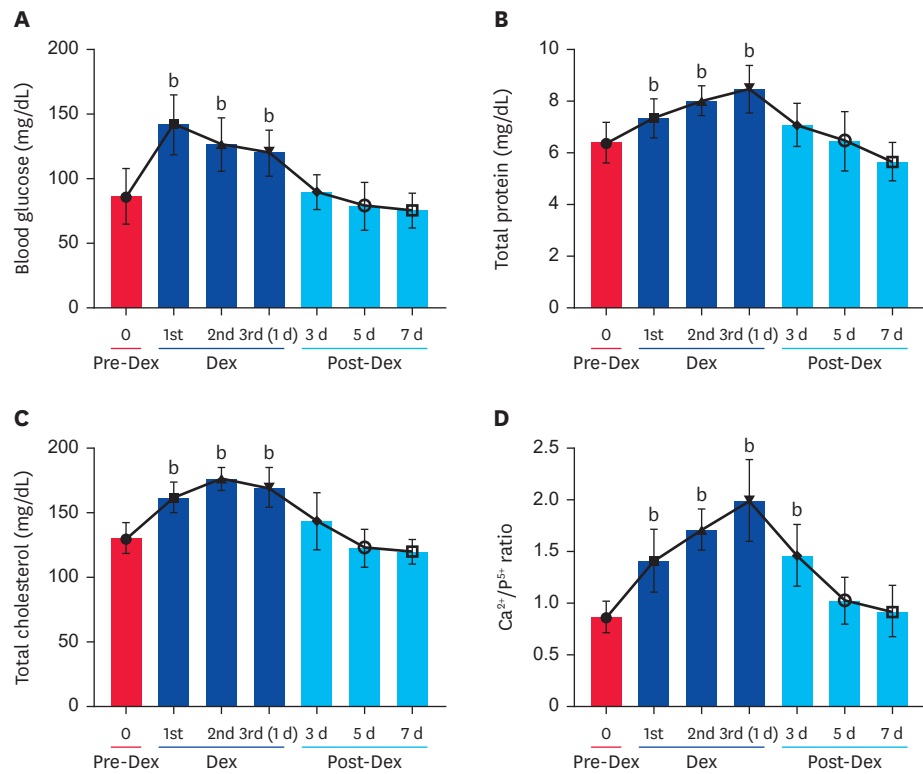 A
Blood glucose (mg/dL)
200
150
100
50
0
b
b
b
0 1st 2nd 3rd (1 d) 3 d 5 d 7 d
Pre-Dex Dex Post-Dex
B
Total protein (mg/dL)
10
8
6
4
2
0
b
b
b
0 1st 2nd 3rd (1 d) 3 d 5 d 7 d
Pre-Dex Dex Post-Dex
C
Total cholesterol (mg/dL)
200
150
100
50
0
b
b
b
0 1st 2nd 3rd (1 d) 3 d 5 d 7 d
Pre-Dex Dex Post-Dex
D
Ca²⁺/P⁵⁺ ratio
2.5
2.0
1.5
1.0
0.5
0
b
b
b
b
0 1st 2nd 3rd (1 d) 3 d 5 d 7 d
Pre-Dex Dex Post-Dex